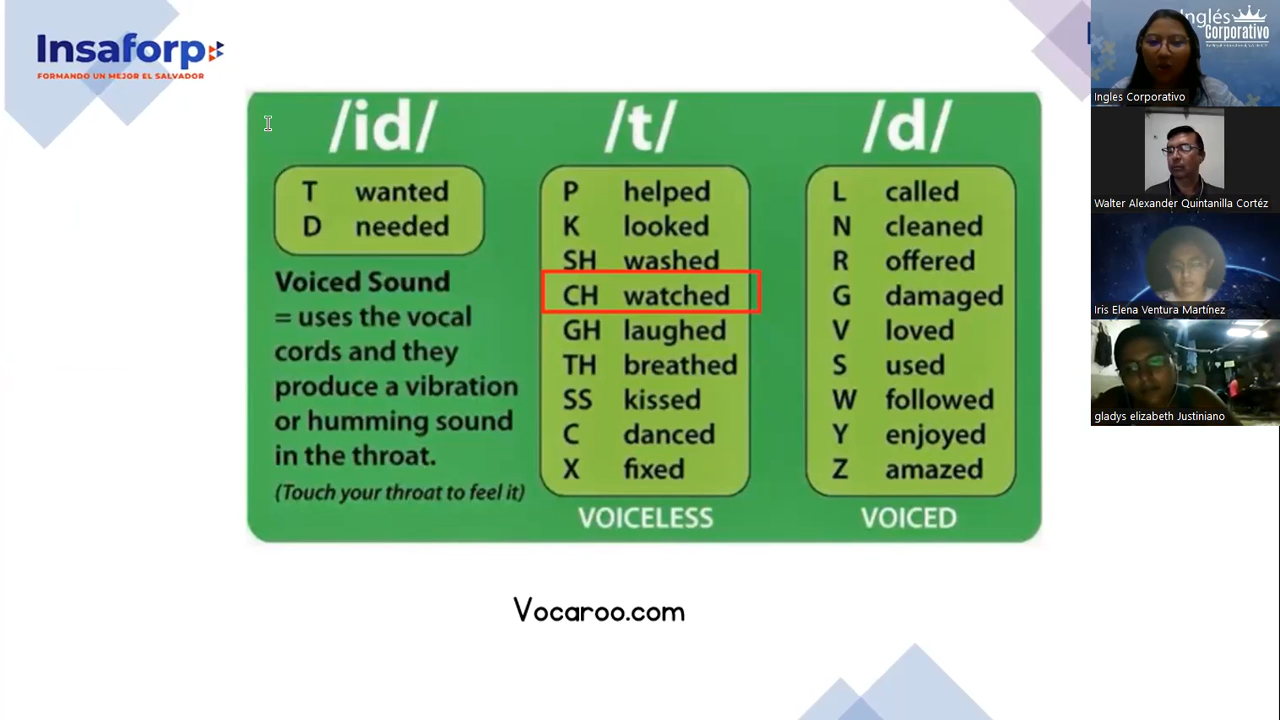 Insaforp
FORMANDO UN MEJOR EL SALVADOR
/id/
T wanted
D needed
Voiced Sound
= uses the vocal
cords and they
produce a vibration
or humming sound
in the throat.
(Touch your throat to feel it)
/t/
P helped
K looked
SH washed
CH watched
GH laughed
TH breathed
SS kissed
C danced
X fixed
VOICELESS
/d/
L called
N cleaned
R offered
G damaged
V loved
S used
W followed
Y enjoyed
Z amazed
VOICED
Vocaroo.com
Inglés
Corporativo
Ingles Corporativo
Walter Alexander Quintanilla Cortéz
Iris Elena Ventura Martínez
gladys elizabeth Justiniano